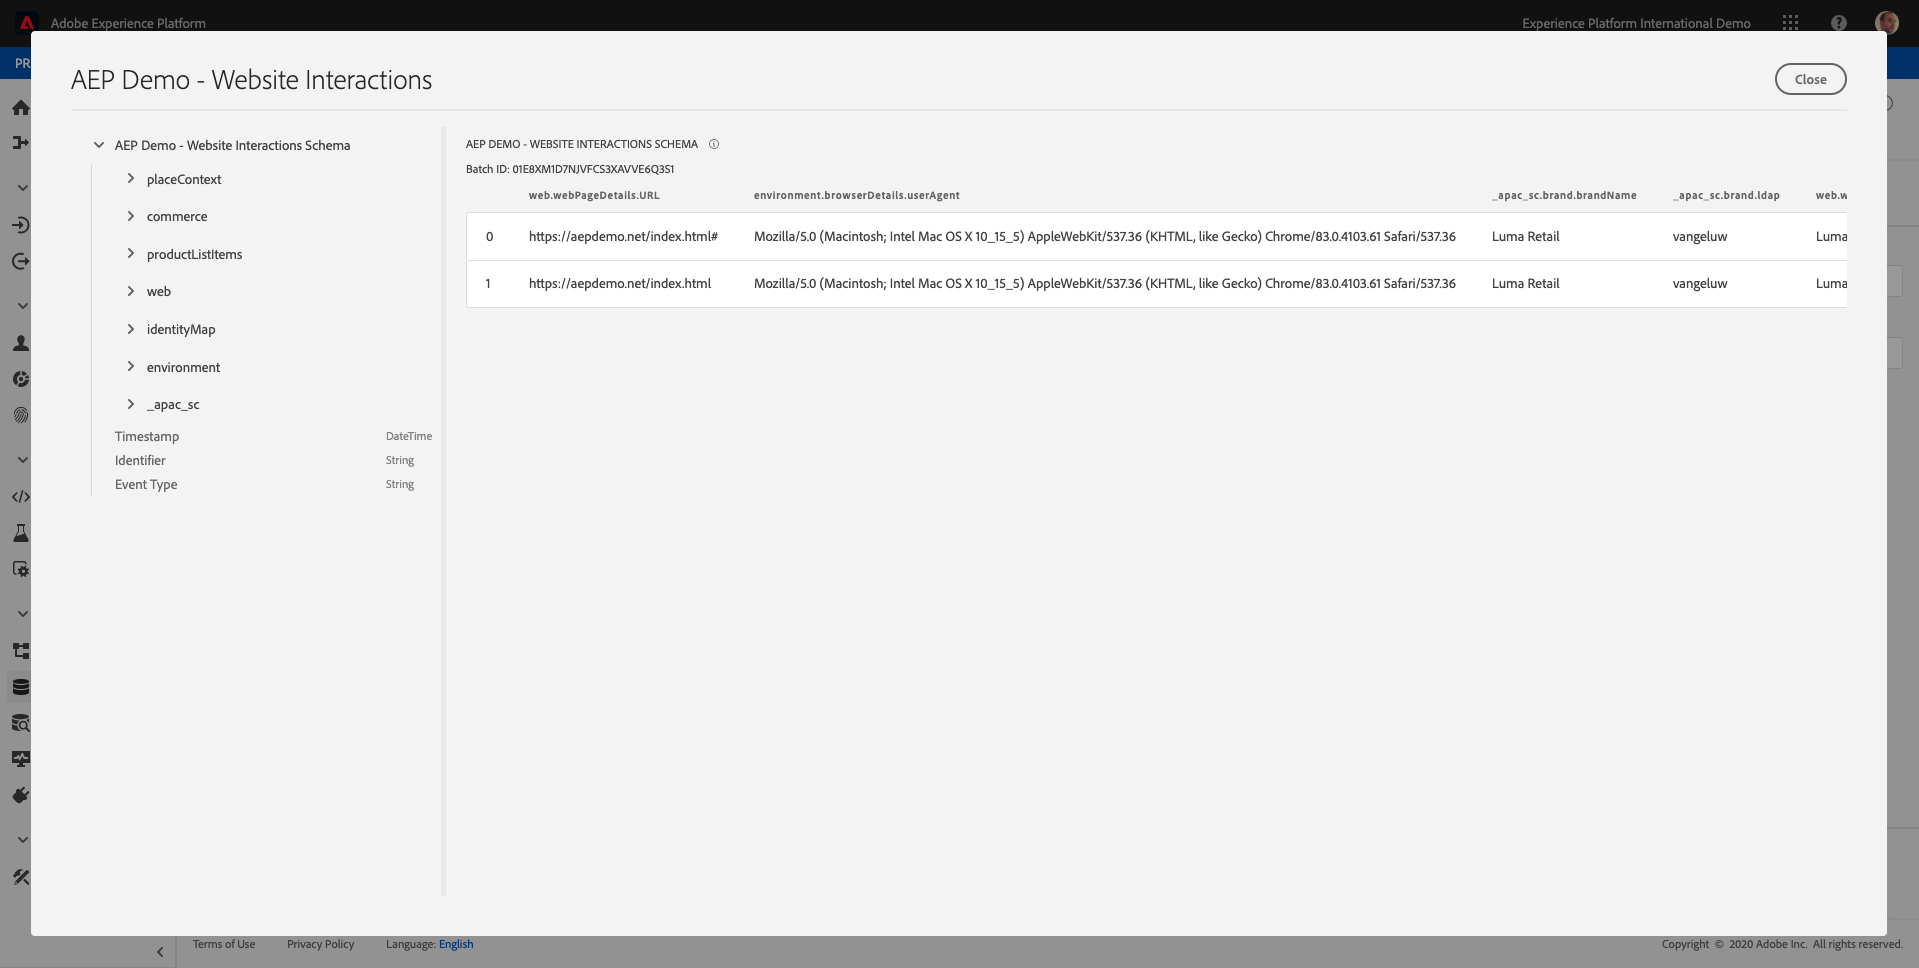 Adobe Experience Platform
Experience Platform International Demo
PR
AEP Demo - Website Interactions
Close
AEP Demo - Website Interactions Schema
placeContext
commerce
productListItems
web
identityMap
environment
_apac_sc
Timestamp DateTime
Identifier String
Event Type String
AEP DEMO - WEBSITE INTERACTIONS SCHEMA
Batch ID: 01E8XM1D7NJVFCS3XAVVE6Q3S1
web.webPageDetails.URL environment.browserDetails.userAgent _apac_sc.brand.brandName _apac_sc.brand.ldap web.w
0 https://aepdemo.net/index.html# Mozilla/5.0 (Macintosh; Intel Mac OS X 10_15_5) AppleWebKit/537.36 (KHTML, like Gecko) Chrome/83.0.4103.61 Safari/537.36 Luma Retail vangeluw Luma
1 https://aepdemo.net/index.html Mozilla/5.0 (Macintosh; Intel Mac OS X 10_15_5) AppleWebKit/537.36 (KHTML, like Gecko) Chrome/83.0.4103.61 Safari/537.36 Luma Retail vangeluw Luma
Terms of Use Privacy Policy Language: English
Copyright © 2020 Adobe Inc. All rights reserved.